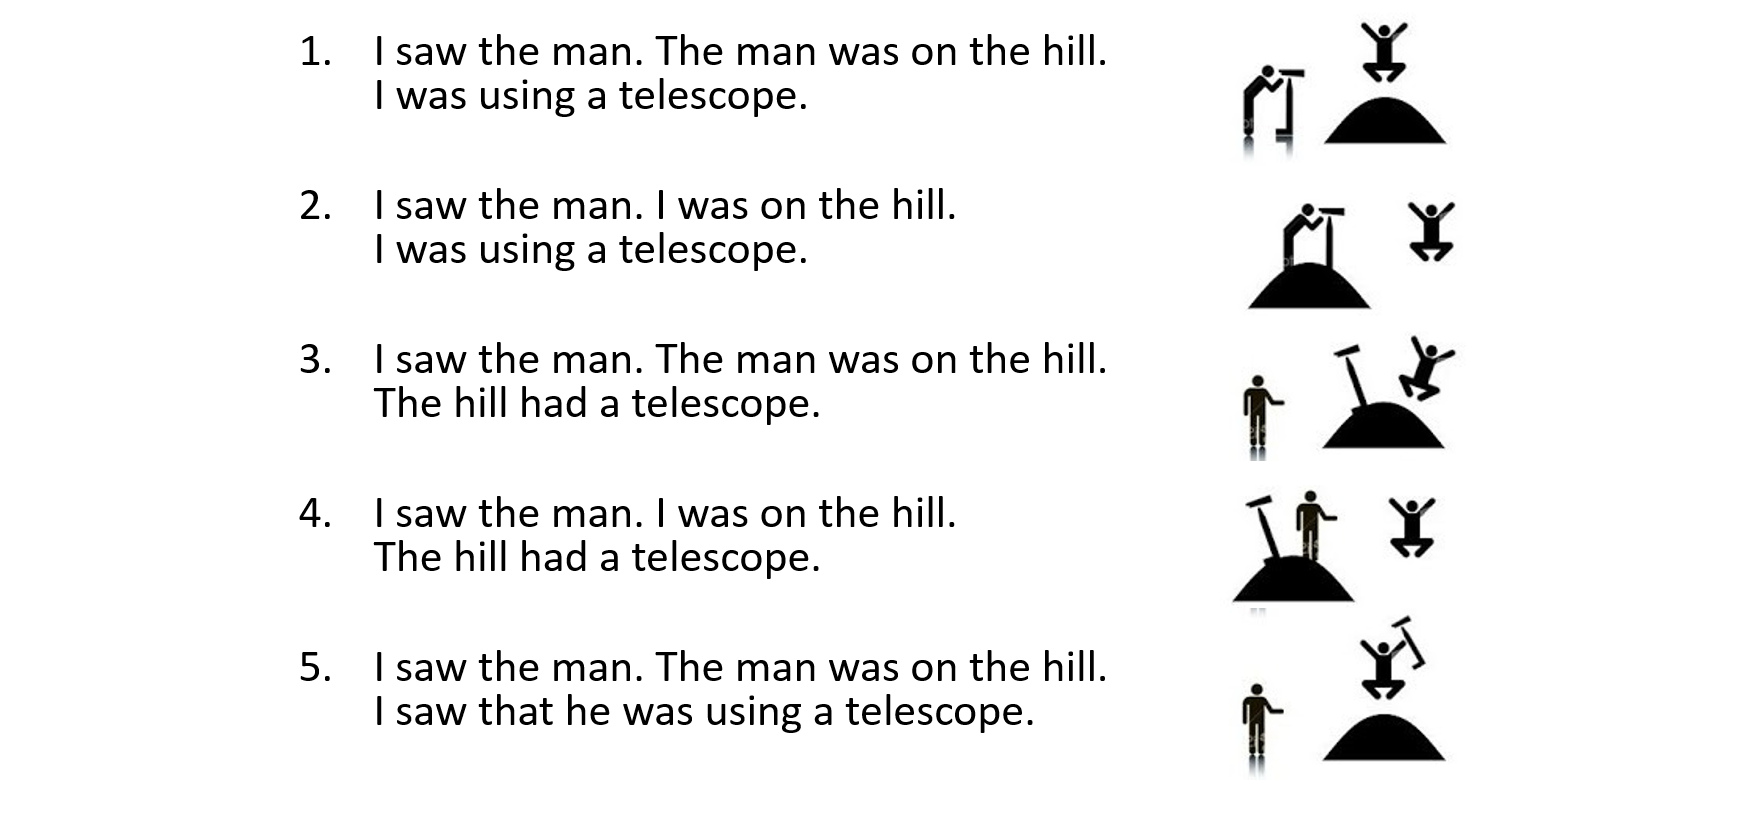 1. I saw the man. The man was on the hill.
I was using a telescope.
2. I saw the man. I was on the hill.
I was using a telescope.
3. I saw the man. The man was on the hill.
The hill had a telescope.
4. I saw the man. I was on the hill.
The hill had a telescope.
5. I saw the man. The man was on the hill.
I saw that he was using a telescope.